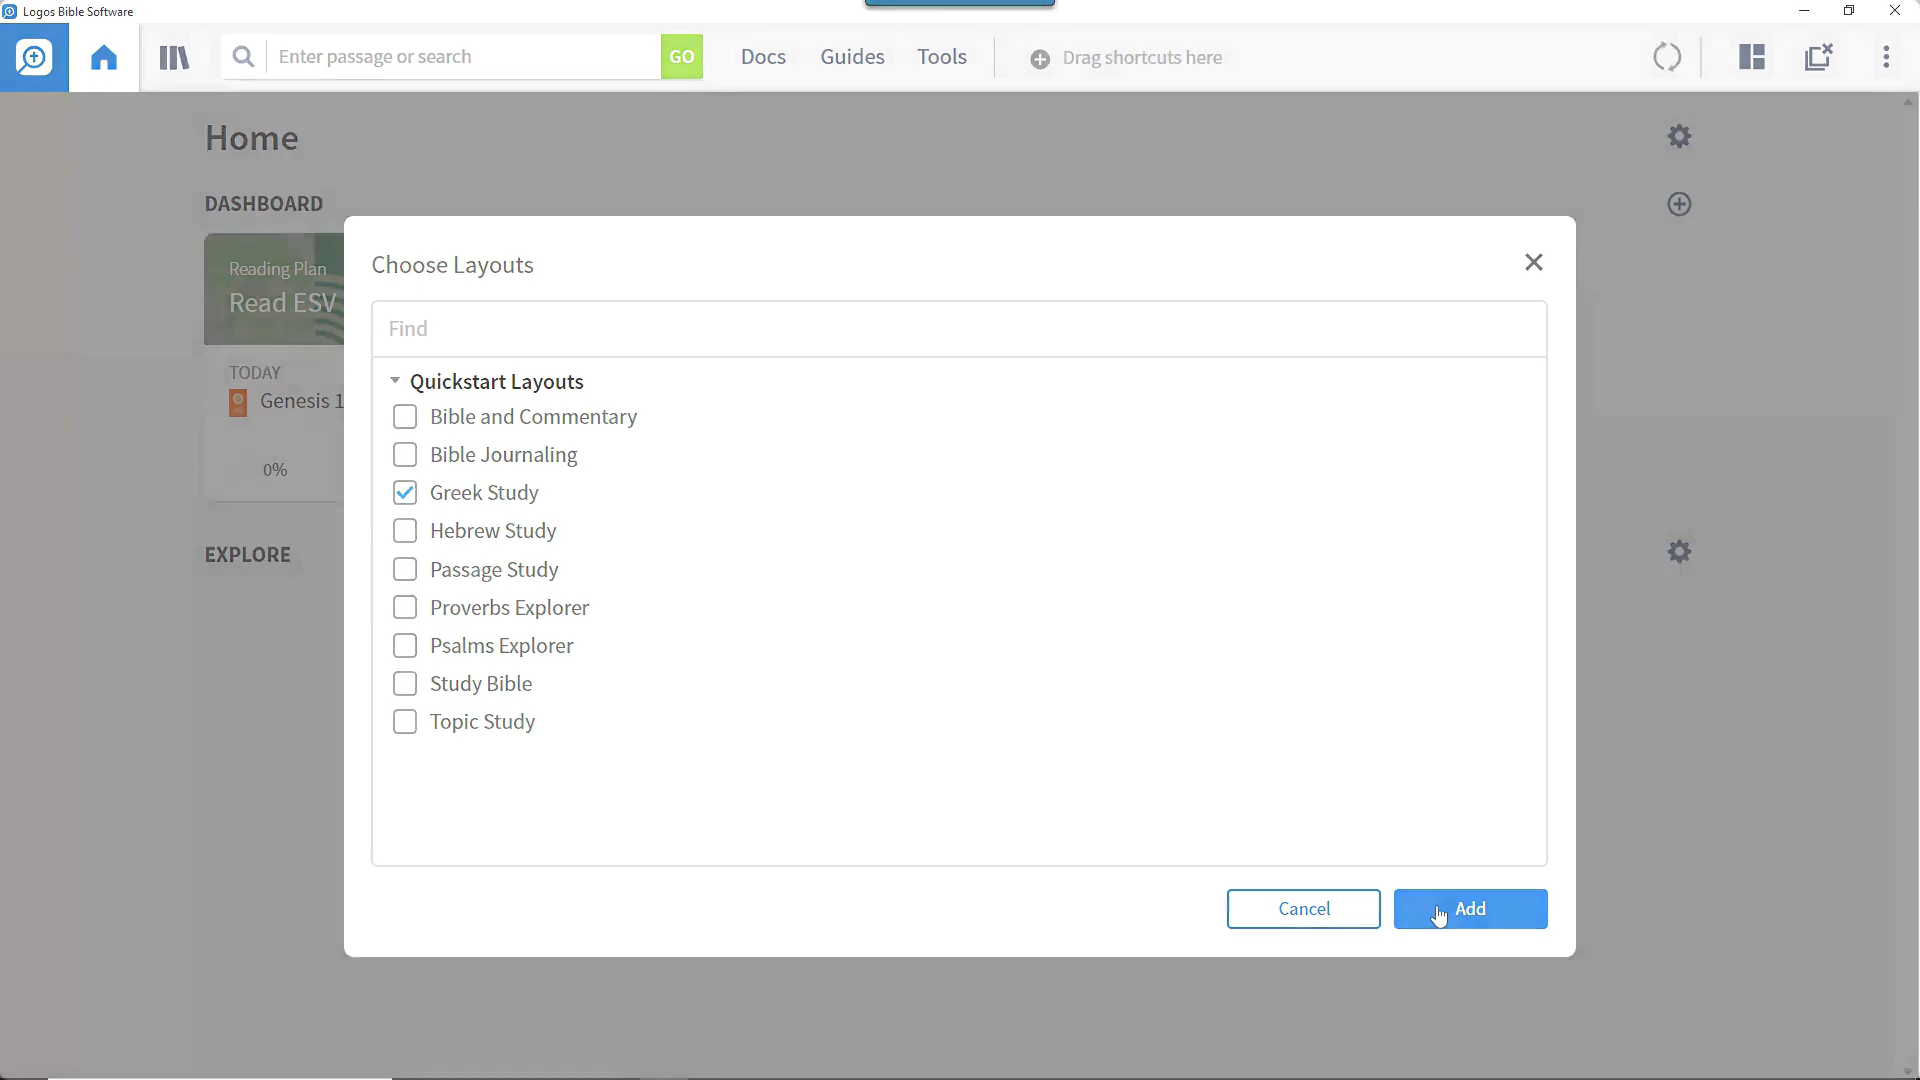 Logos Bible Software
Enter passage or search
GO
Docs
Guides
Tools
Drag shortcuts here
Home
DASHBOARD
Reading Plan
Read ESV
TODAY
Genesis 1
0%
EXPLORE
Choose Layouts
Find
Quickstart Layouts
Bible and Commentary
Bible Journaling
Greek Study
Hebrew Study
Passage Study
Proverbs Explorer
Psalms Explorer
Study Bible
Topic Study
Cancel
Add